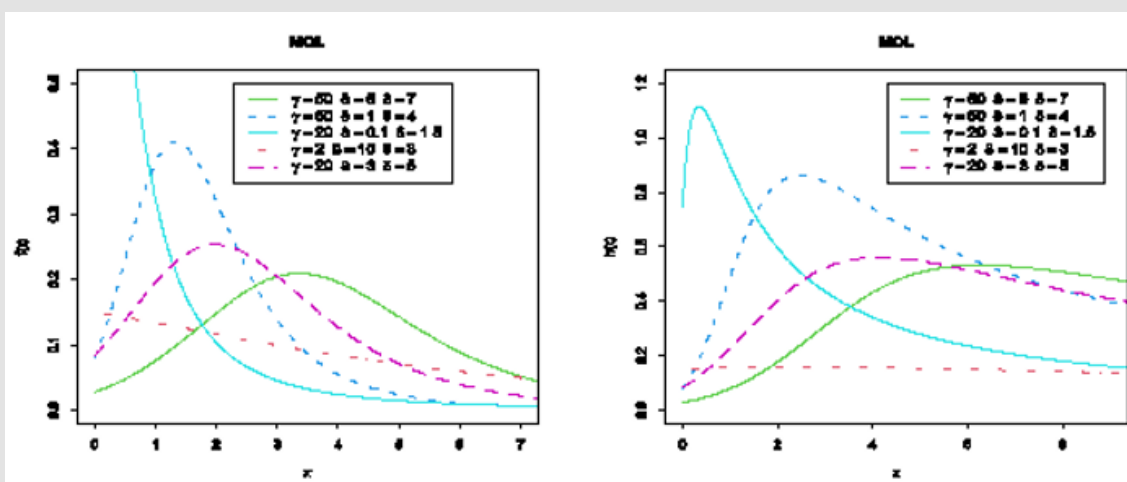 MOL
f(x)
0.0 0.1 0.2 0.3 0.4 0.5
γ=50
γ=50 a=1 δ=4
γ=20 a=0.1 δ=1.5
γ=2 a=10 δ=3
γ=20 a=3 δ=5
0 1 2 3 4 5 6 7
x
MOL
h(x)
0.0 0.2 0.4 0.6 0.8 1.0 1.2
γ=50 δ=7
γ=50 a=1 δ=4
γ=20 a=0.1 δ=1.5
γ=2 a=10 δ=3
γ=20 a=3 δ=5
0 2 4 6 8
x